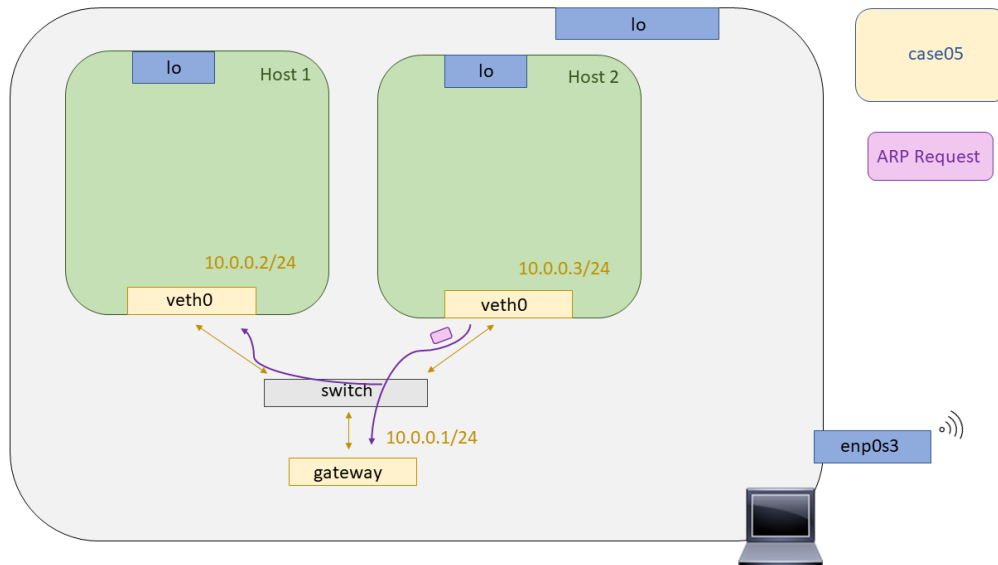 lo
case05
lo
Host 1
lo
Host 2
ARP Request
10.0.0.2/24
10.0.0.3/24
veth0
veth0
switch
10.0.0.1/24
enp0s3
gateway